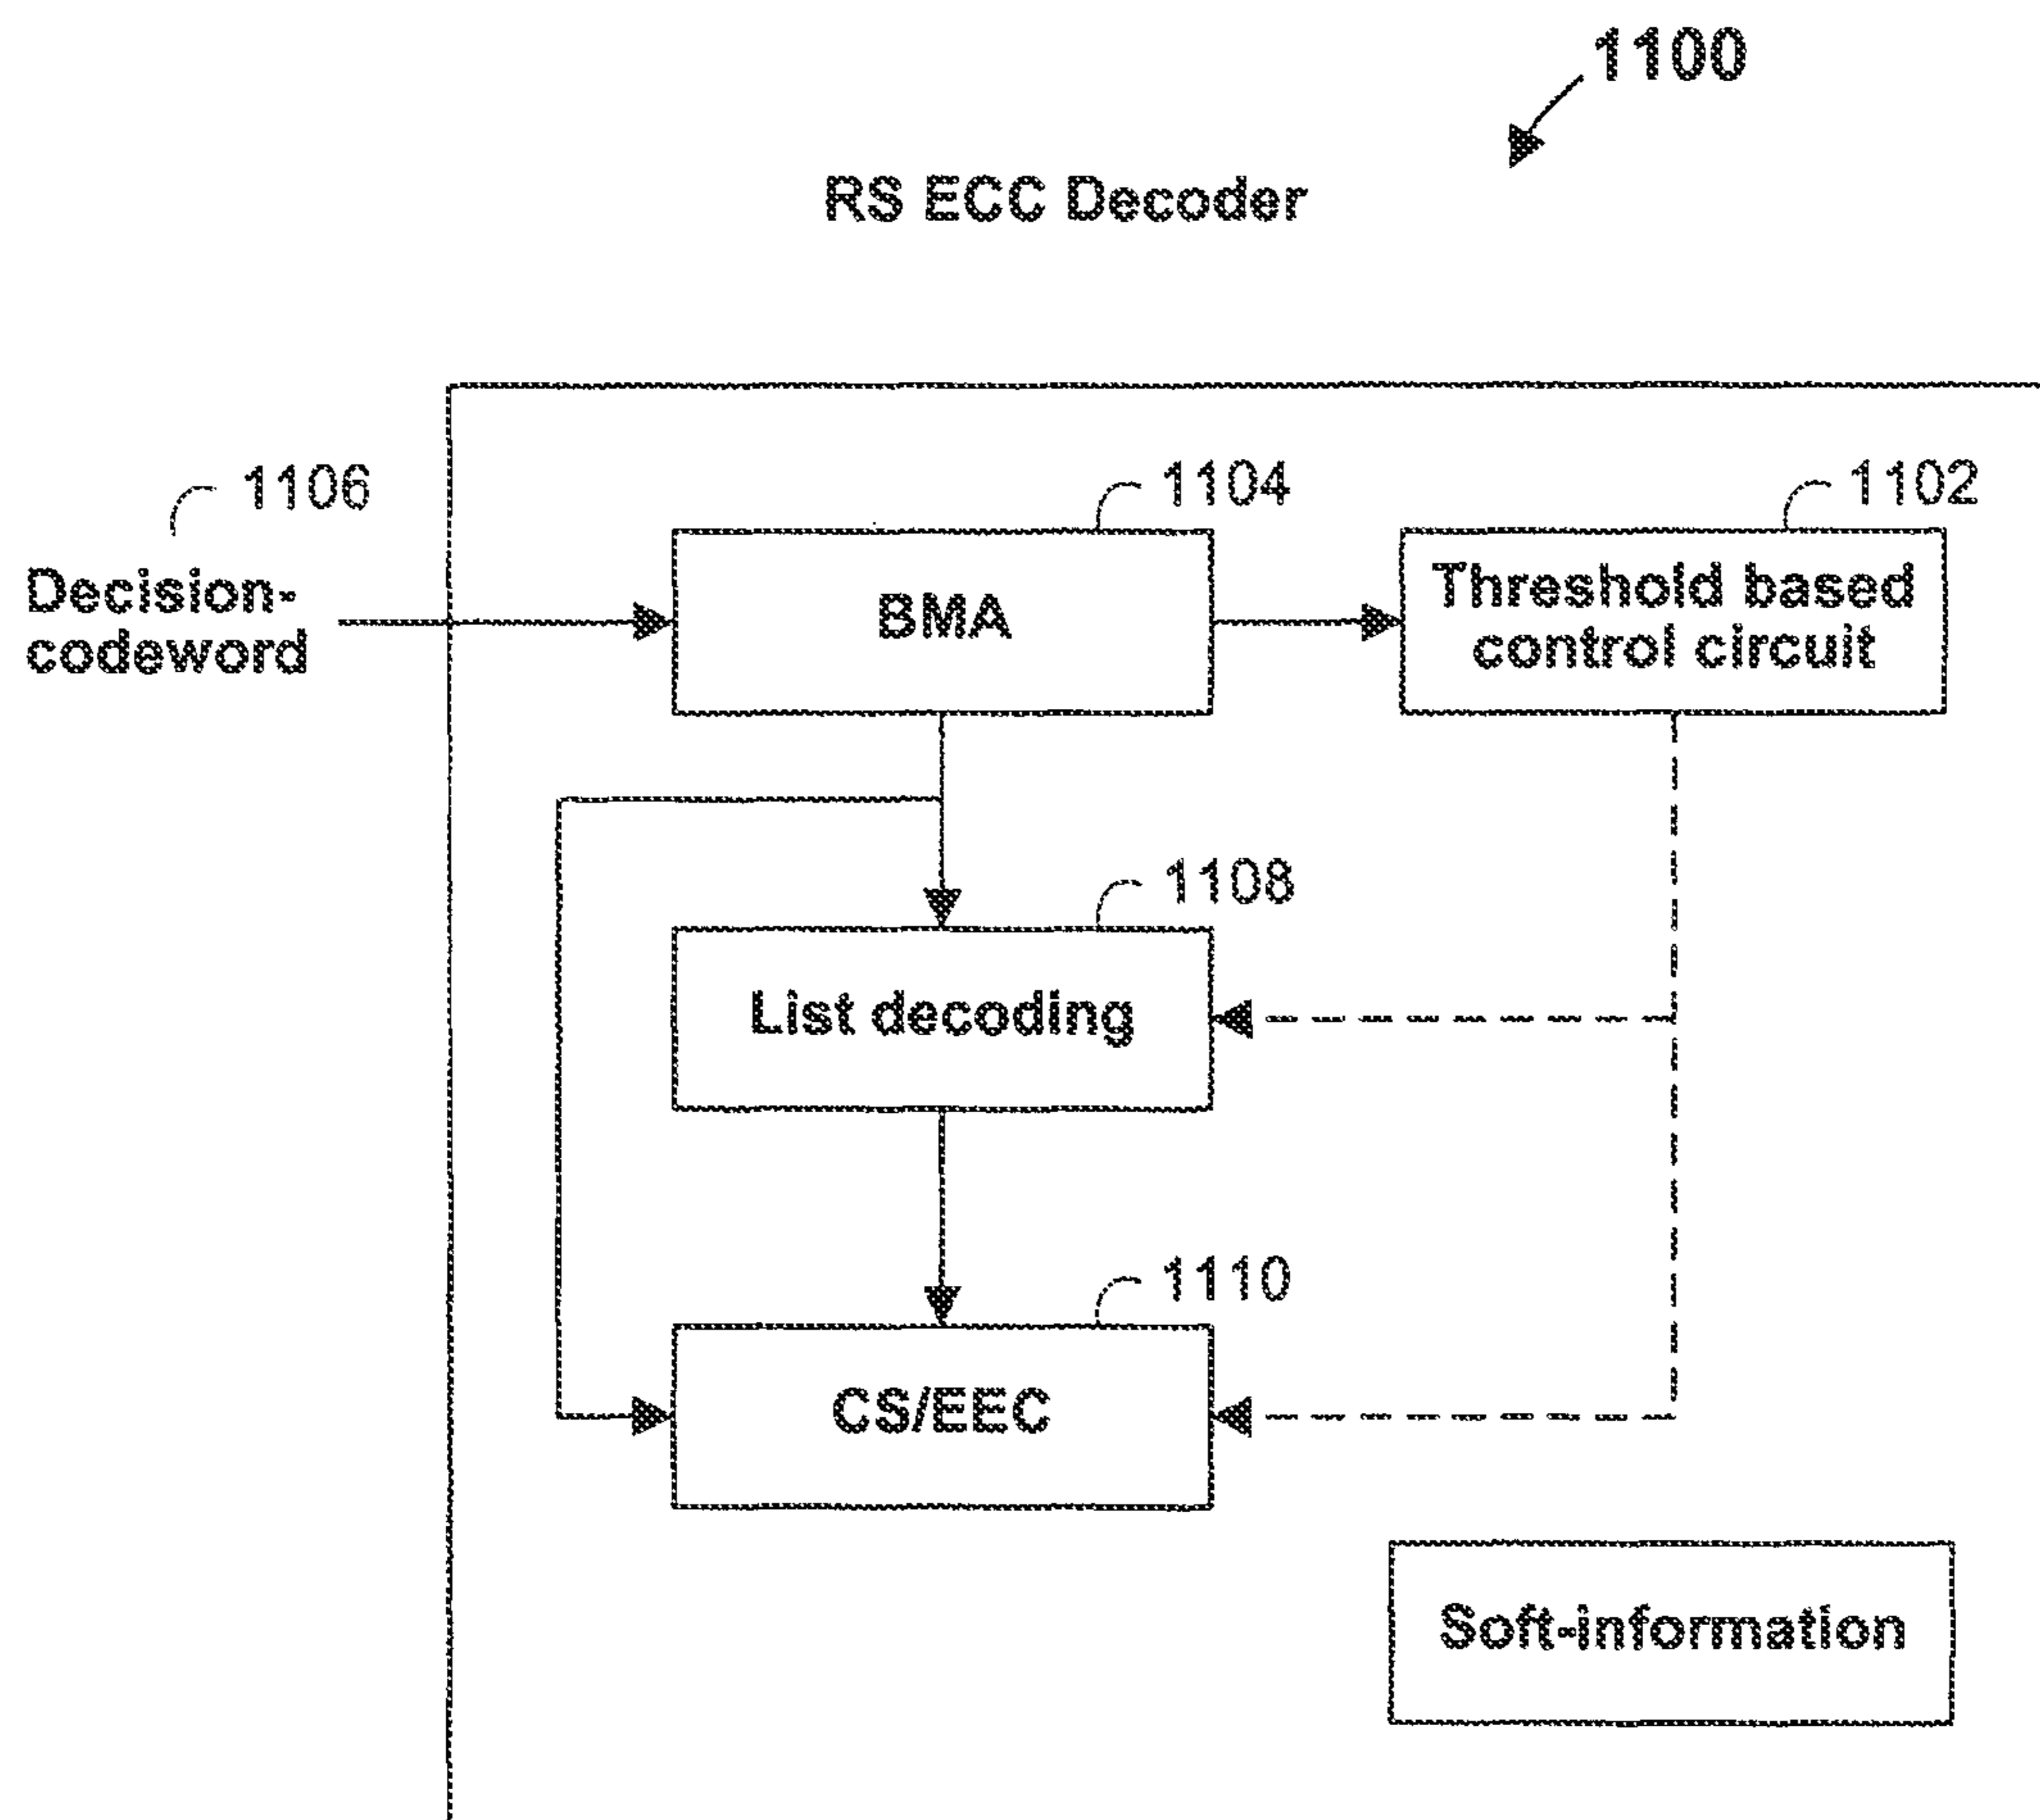 1100
RS ECC Decoder
1106
1104
1102
Decision-
codeword
BMA
Threshold based
control circuit
1108
List decoding
1110
CS/EEC
Soft-information